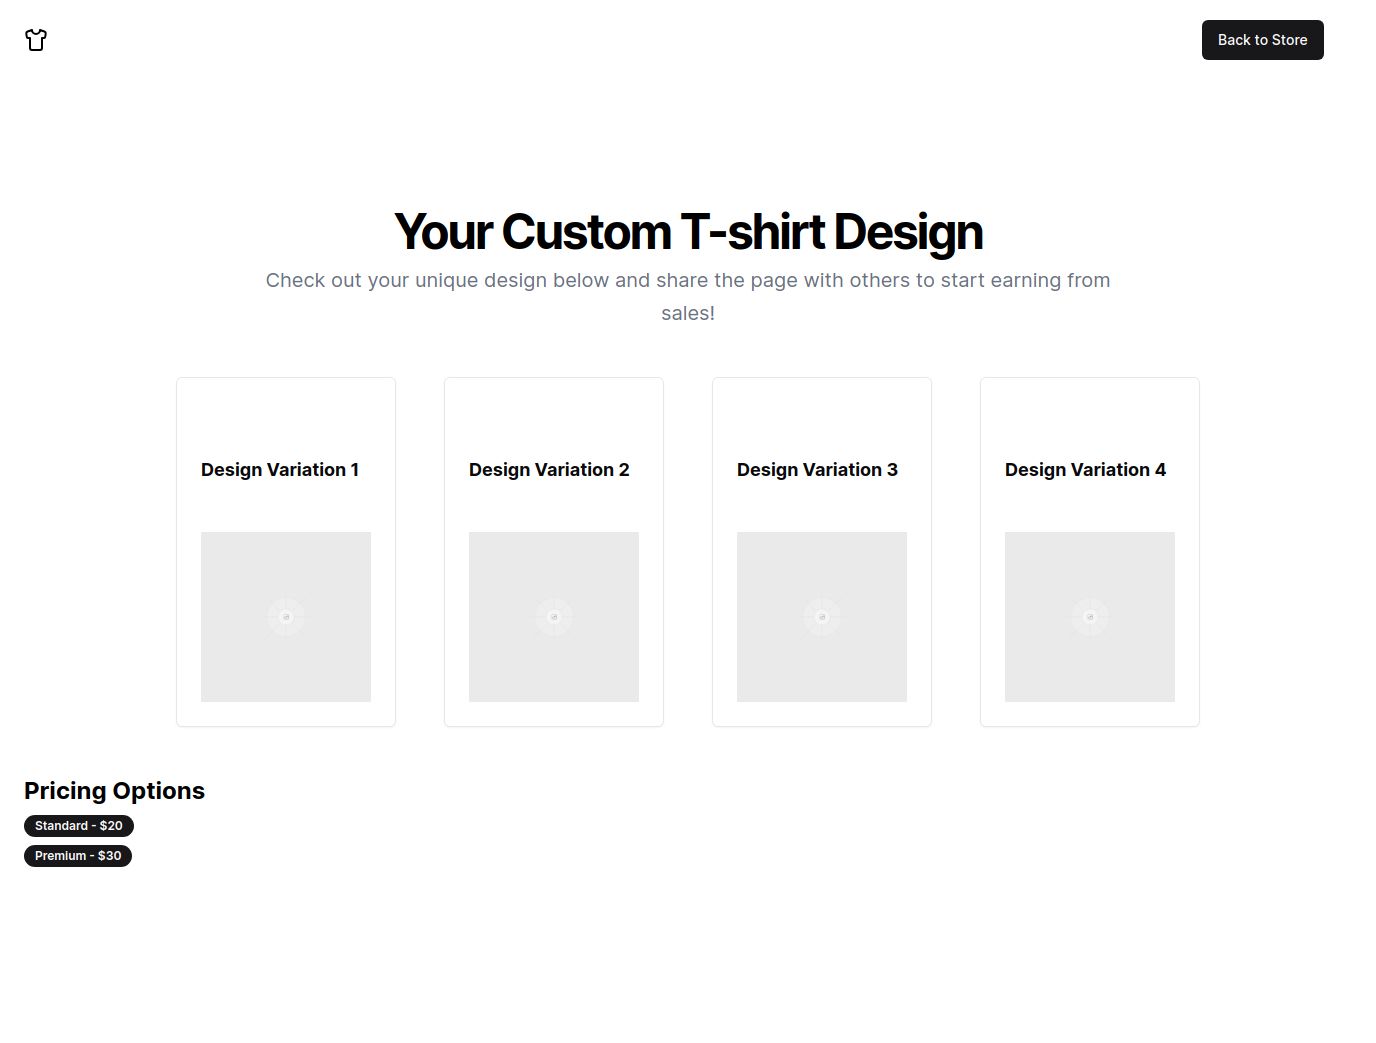 Back to Store
Your Custom T-shirt Design
Check out your unique design below and share the page with others to start earning from
sales!
Design Variation 1
Design Variation 2
Design Variation 3
Design Variation 4
Pricing Options
Standard - $20
Premium - $30